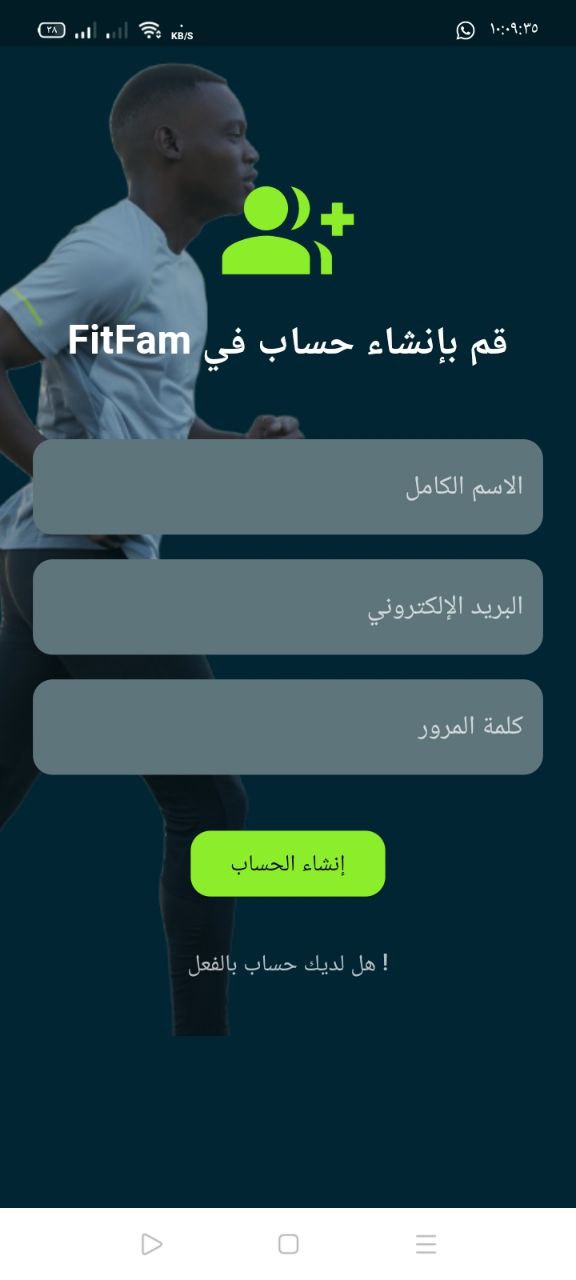 ١٠:٠٩:٣٥
٢٨
KB/S
قم بإنشاء حساب في FitFam
الاسم الكامل
البريد الإلكتروني
كلمة المرور
إنشاء الحساب
هل لديك حساب بالفعل !